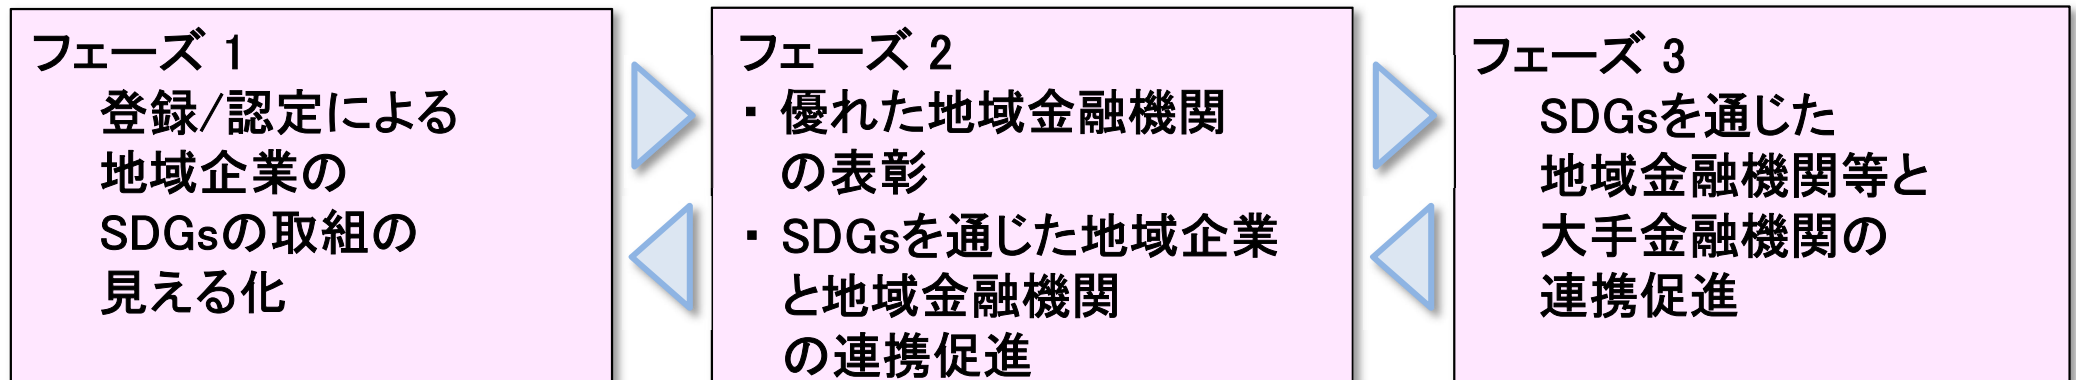 フェーズ 1
登録/認定による
地域企業の
SDGsの取組の
見える化
フェーズ 2
・ 優れた地域金融機関
の表彰
・ SDGsを通じた地域企業
と地域金融機関
の連携促進
フェーズ 3
SDGsを通じた
地域金融機関等と
大手金融機関の
連携促進